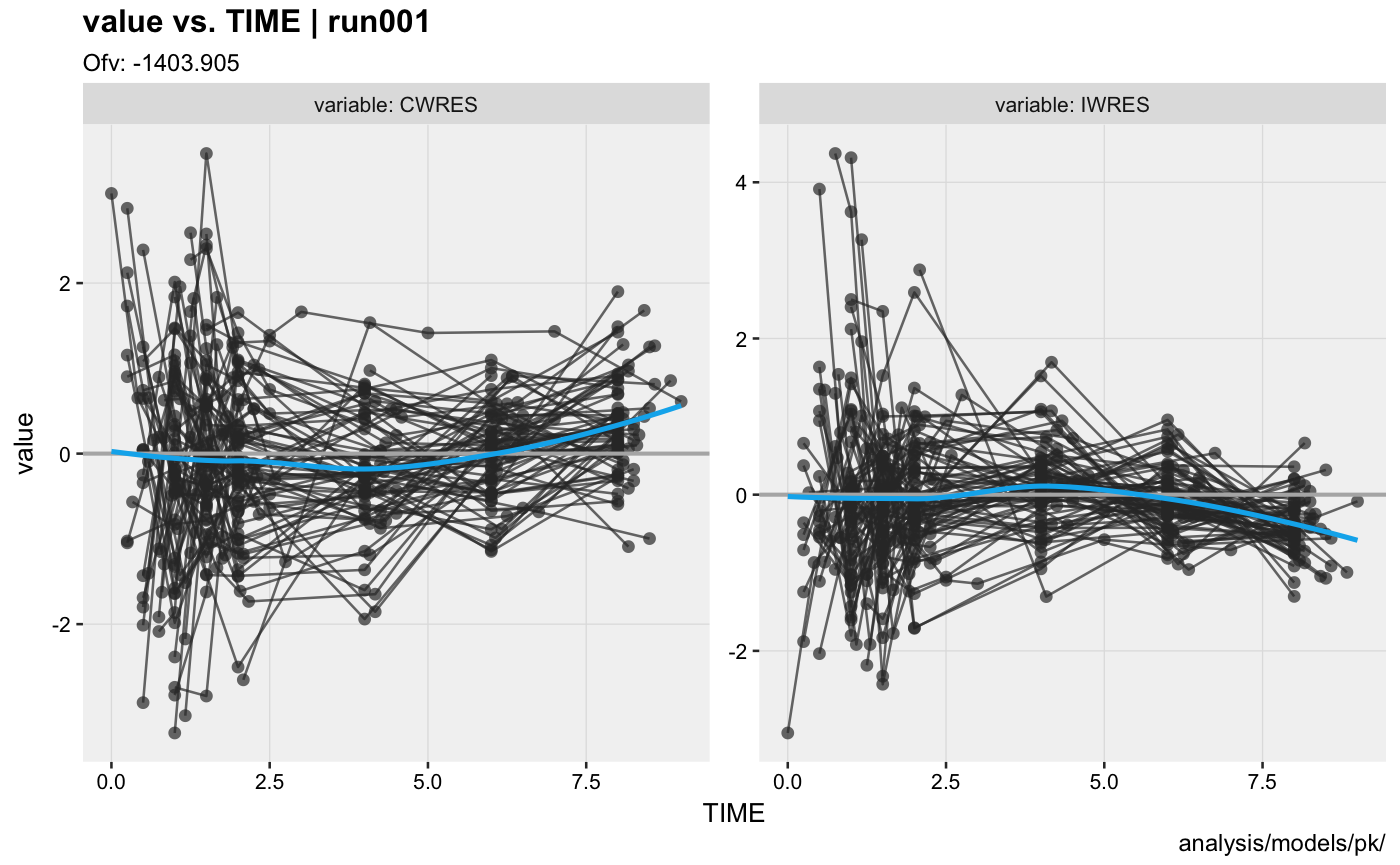 value vs. TIME | run001
Ofv: -1403.905
variable: CWRES
variable: IWRES
value
2
0
-2
4
2
0
-2
0.0 2.5 5.0 7.5
0.0 2.5 5.0 7.5
TIME
analysis/models/pk/